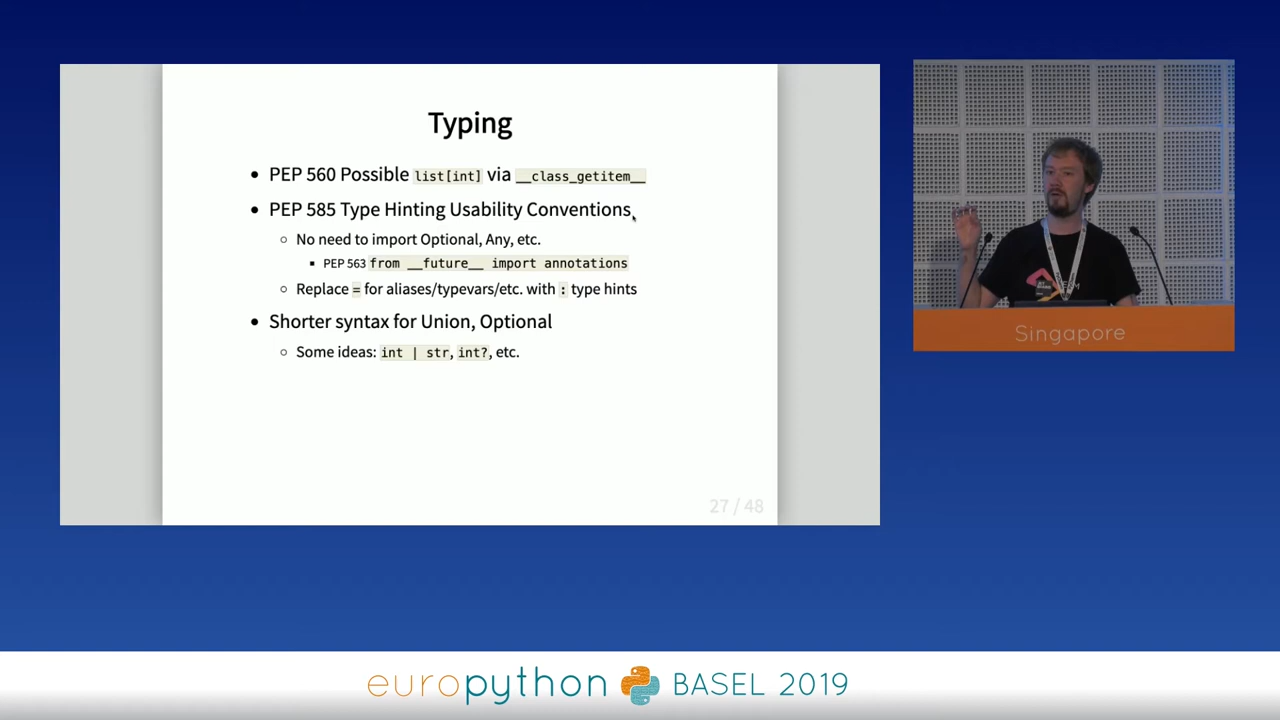 Typing
• PEP 560 Possible list[int] via __class_getitem__
• PEP 585 Type Hinting Usability Conventions
○ No need to import Optional, Any, etc.
▪ PEP 563 from __future__ import annotations
○ Replace = for aliases/typevars/etc. with : type hints
• Shorter syntax for Union, Optional
○ Some ideas: int | str, int?, etc.
27 / 48
Singapore
europython BASEL 2019